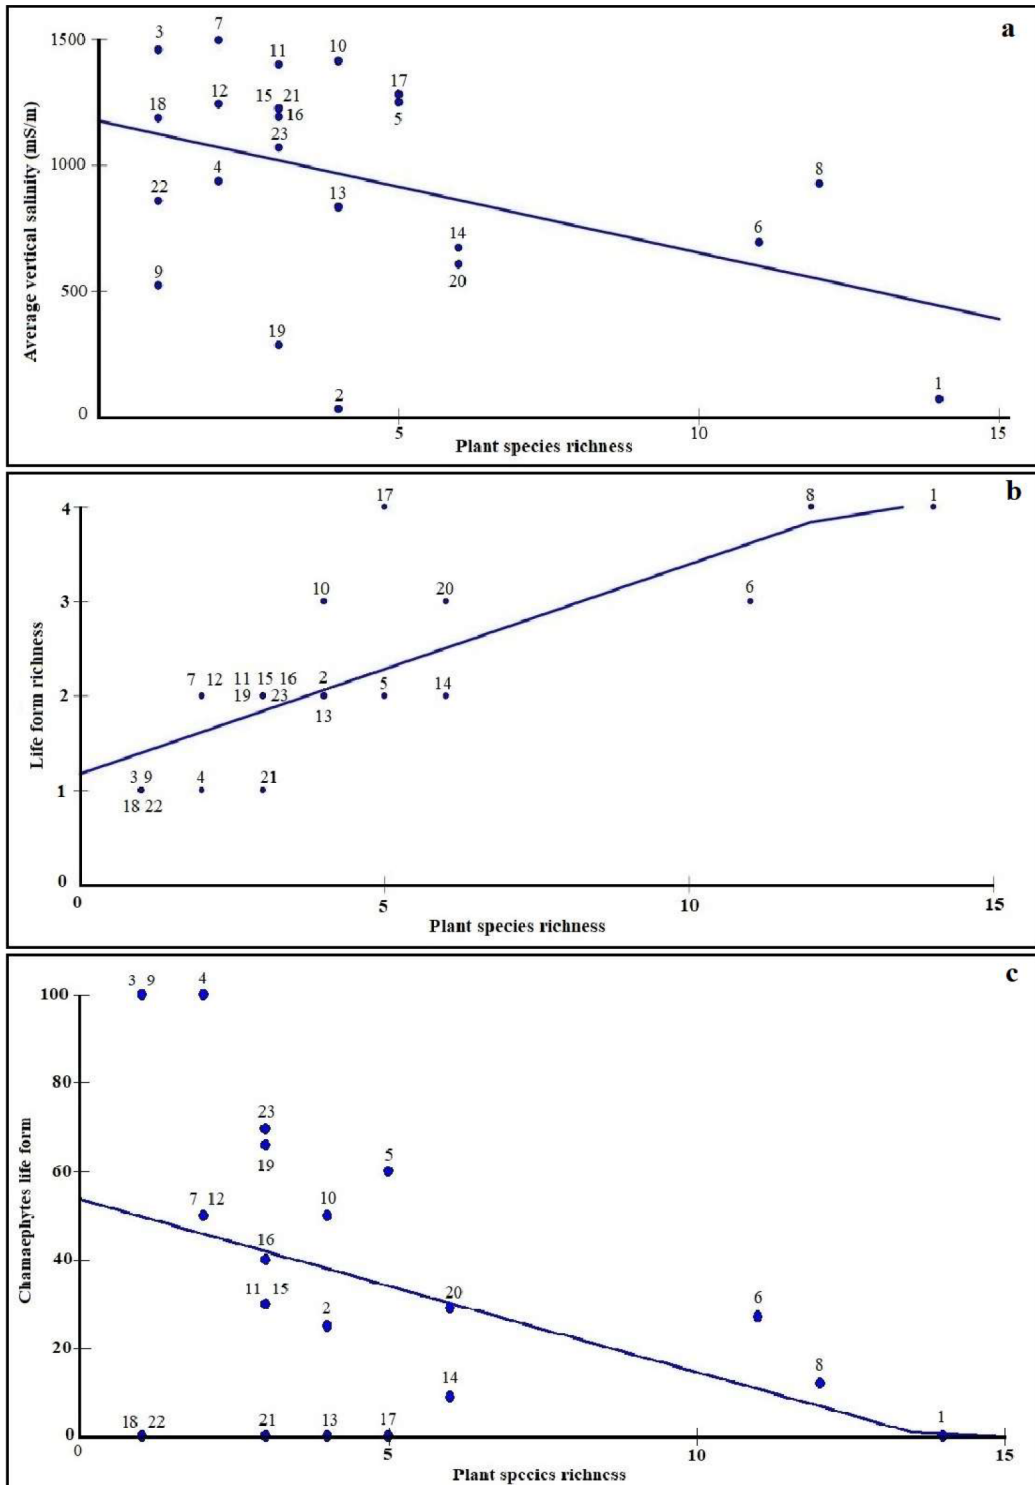 a
3 7 11 10
1500
18 12 15 21 16 17 5
23
1000
22 4 13 8
14 6
9 20
500
19
2 1
0
5 10 15
Average vertical salinity (mS/m)
Plant species richness
b
4
17 8 1
10 20
3
6
7 12 11 15 16 2
19 23 5 14
2
13
3 9 4 21
1
18 22
0
0 5 10 15
Life form richness
Plant species richness
c
3 9 4
100
80
23
19 5
60
7 12 10
16
40
11 15 2 20 6
20
14 8
18 22 21 13 17 1
0
0 5 10 15
Chamaephytes life form
Plant species richness